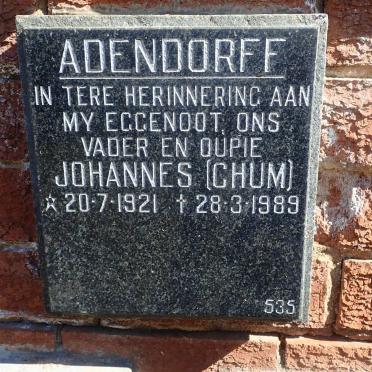 ADENDORFF
IN TERE HERINNERING AAN
MY EGGENOOT, ONS
VADER EN OUPIE
JOHANNES (CHUM)
☆ 20·7·1921 † 28·3·1989
535